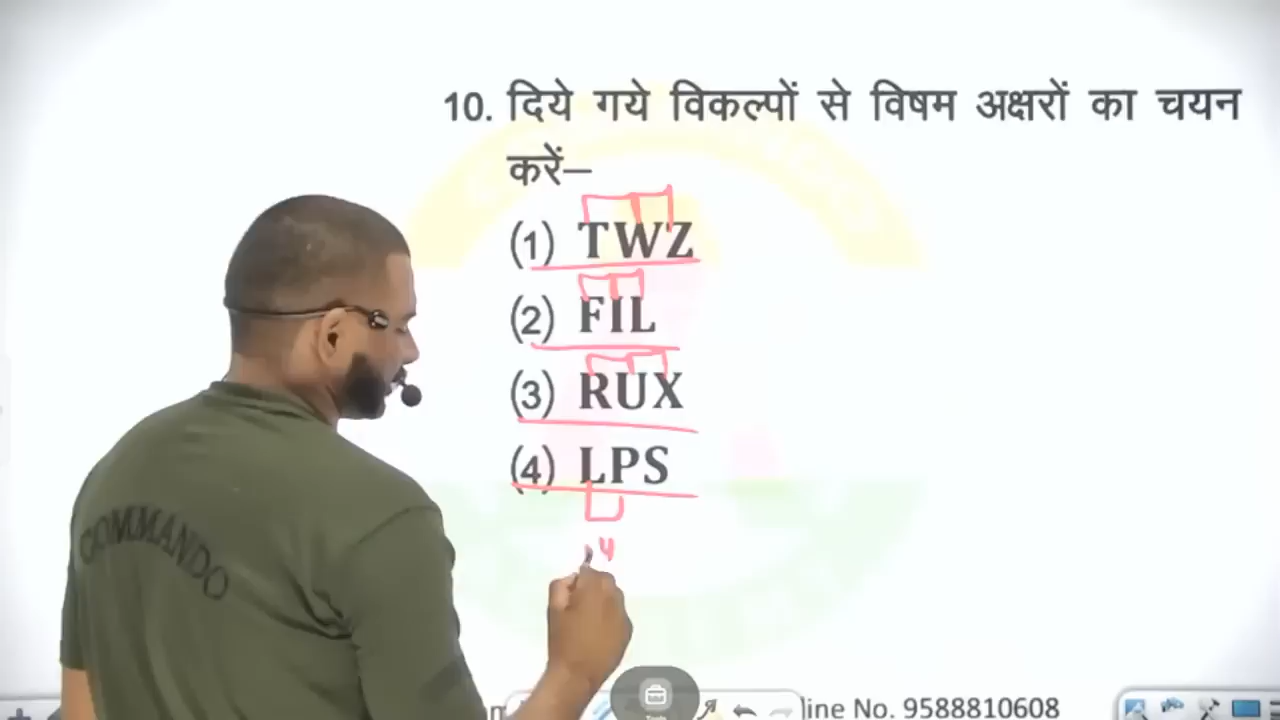 10. दिये गये विकल्पों से विषम अक्षरों का चयन
करें–
(1) TWZ
(2) FIL
(3) RUX
(4) LPS
4
COMMANDO
line No. 9588810608